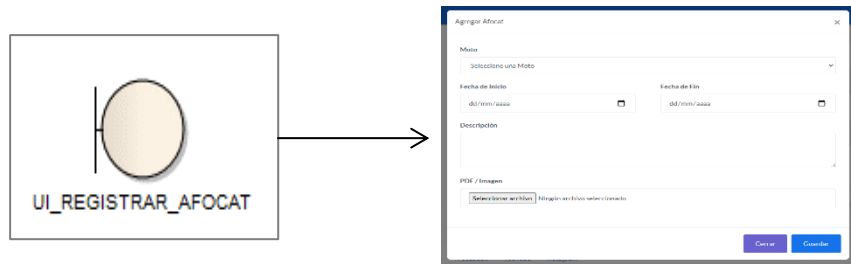 UI_REGISTRAR_AFOCAT
Agregar Afocat ×
Moto
Seleccione una Moto
Fecha de Inicio Fecha de Fin
dd/mm/aaaa dd/mm/aaaa
Descripción
PDF / Imagen
Seleccionar archivo Ningún archivo seleccionado
Cerrar Guardar